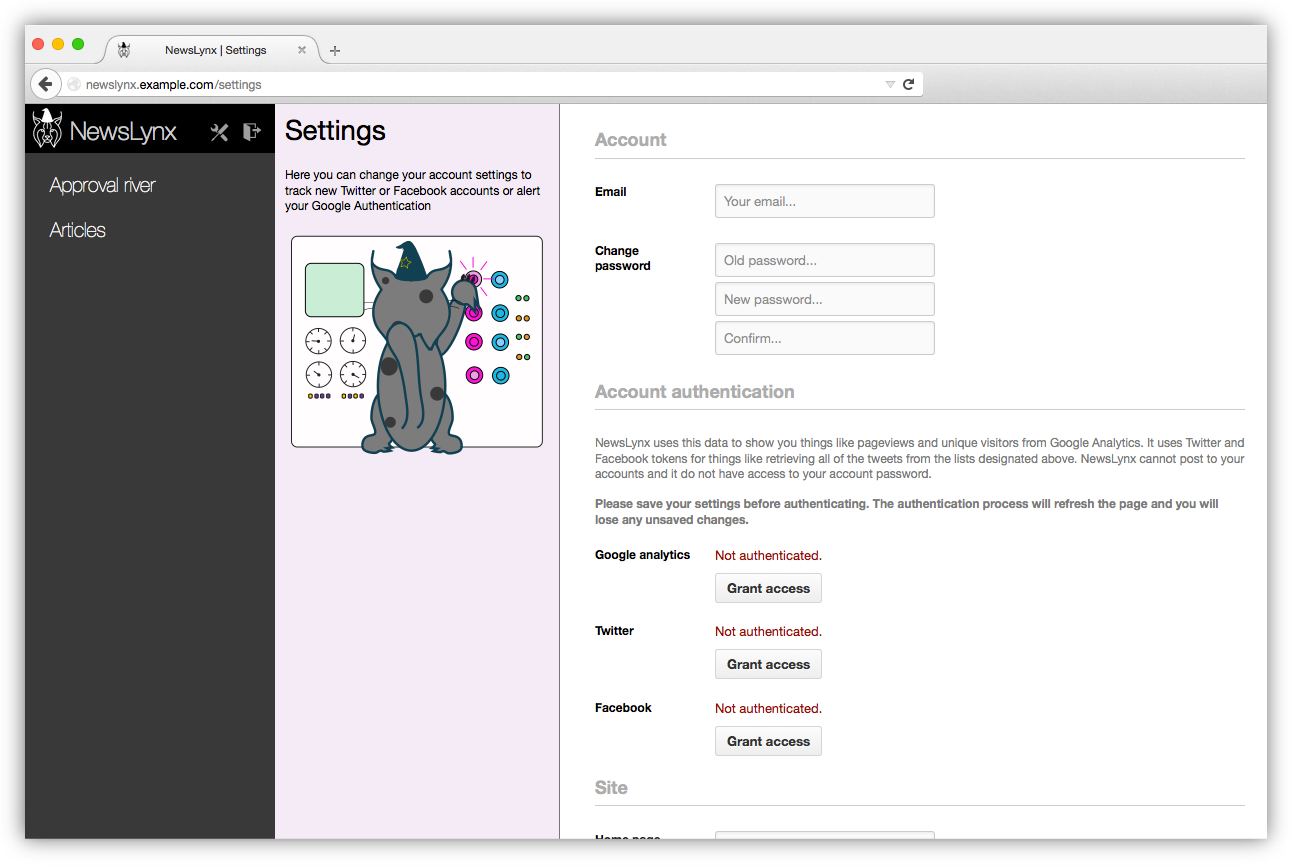 NewsLynx | Settings
newslynx.example.com/settings
NewsLynx
Approval river
Articles
Settings
Here you can change your account settings to
track new Twitter or Facebook accounts or alert
your Google Authentication
Account
Email
Your email...
Change
password
Old password...
New password...
Confirm...
Account authentication
NewsLynx uses this data to show you things like pageviews and unique visitors from Google Analytics. It uses Twitter and
Facebook tokens for things like retrieving all of the tweets from the lists designated above. NewsLynx cannot post to your
accounts and it do not have access to your account password.
Please save your settings before authenticating. The authentication process will refresh the page and you will
lose any unsaved changes.
Google analytics
Not authenticated.
Grant access
Twitter
Not authenticated.
Grant access
Facebook
Not authenticated.
Grant access
Site
Home page